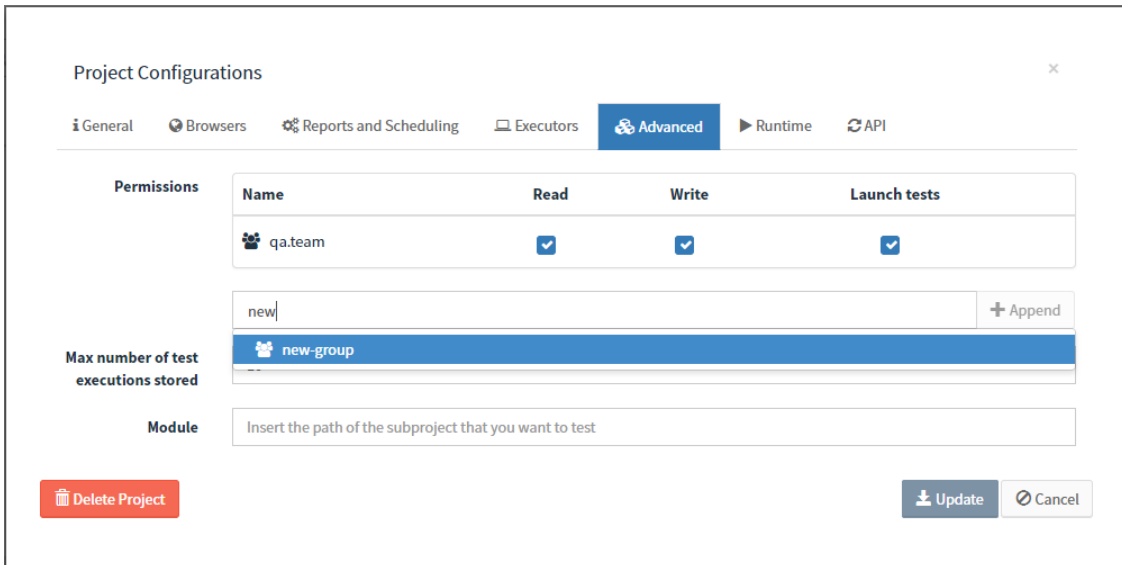 Project Configurations ×
General Browsers Reports and Scheduling Executors Advanced Runtime API
Permissions
Name Read Write Launch tests
qa.team
new
Append
new-group
Max number of test
executions stored
Module
Insert the path of the subproject that you want to test
Delete Project
Update
Cancel